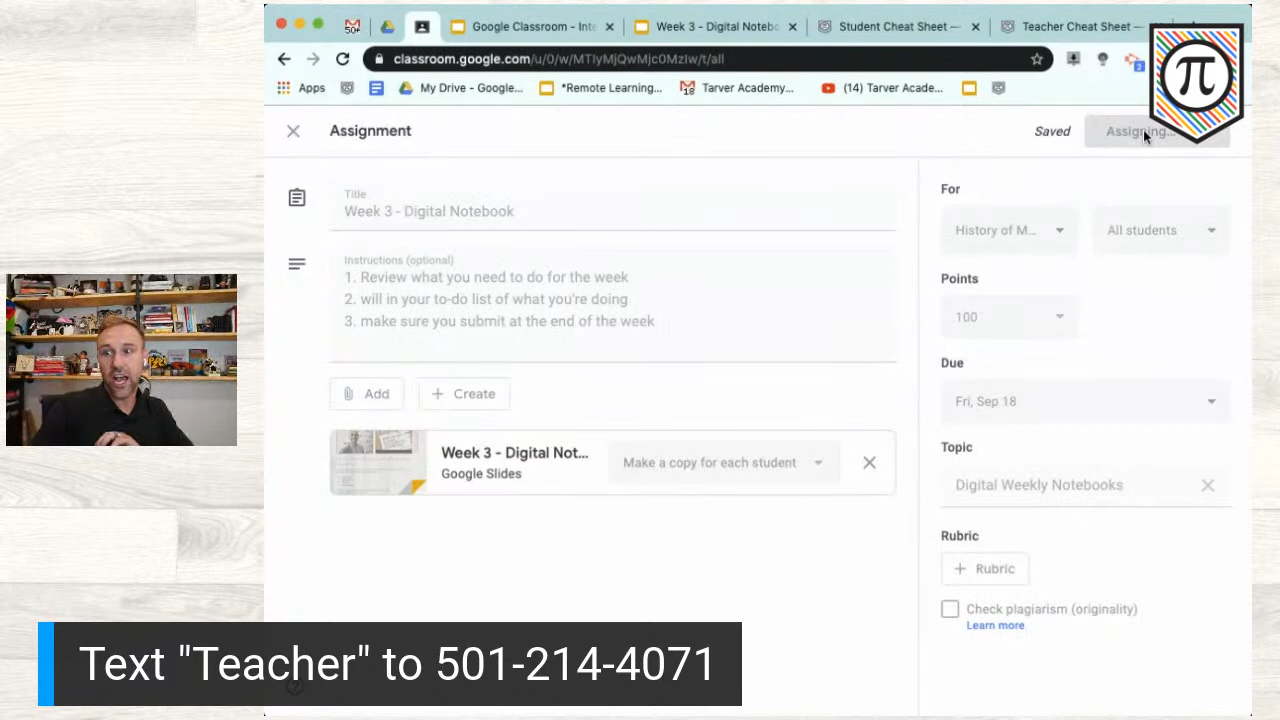 50+
Google Classroom - Inte
Week 3 - Digital Notebo
Student Cheat Sheet —
Teacher Cheat Sheet —
classroom.google.com/u/0/w/MTIyMjQwMjc0MzIw/t/all
2
Apps
My Drive - Google...
*Remote Learning...
18
Tarver Academy...
(14) Tarver Acade...
π
Assignment
Saved
Assigning...
Title
Week 3 - Digital Notebook
Instructions (optional)
1. Review what you need to do for the week
2. will in your to-do list of what you're doing
3. make sure you submit at the end of the week
Add
Create
Week 3 - Digital Not...
Google Slides
Make a copy for each student
For
History of M...
All students
Points
100
Due
Fri, Sep 18
Topic
Digital Weekly Notebooks
Rubric
+ Rubric
Check plagiarism (originality)
Learn more
Text "Teacher" to 501-214-4071